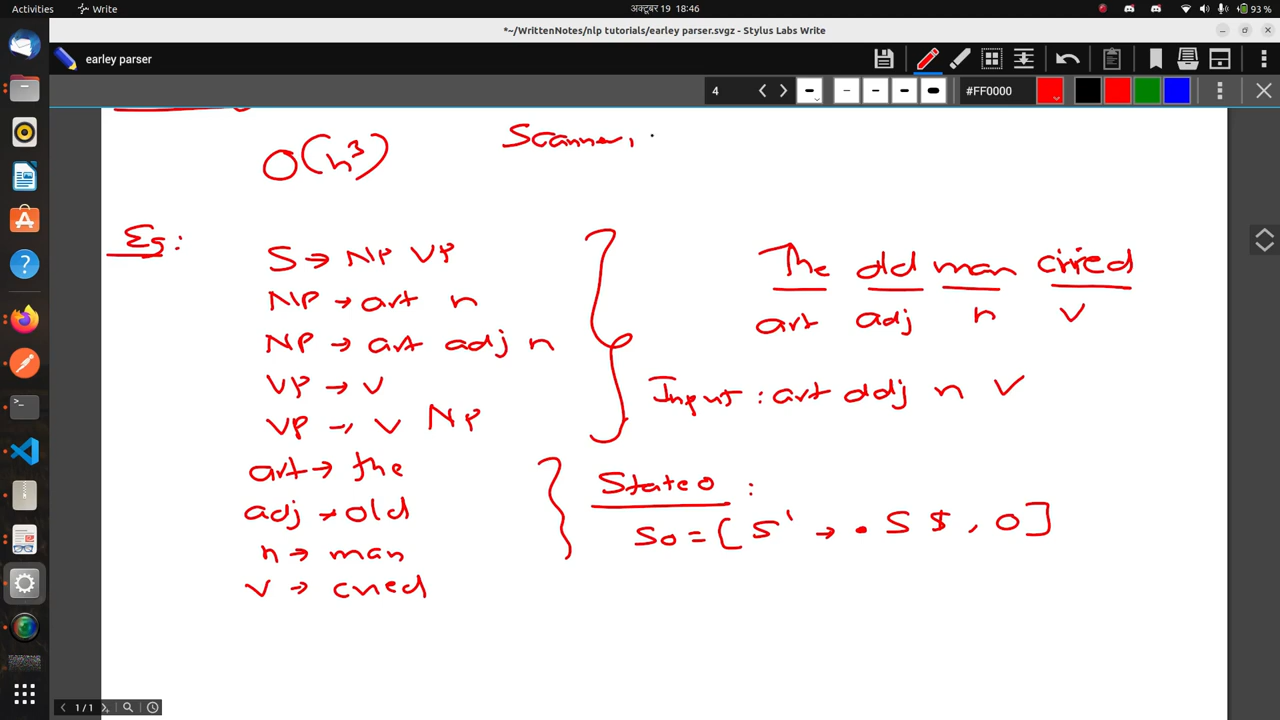 Activities Write अक्टूबर 19 18:46 93 %
*~/WrittenNotes/nlp tutorials/earley parser.svgz - Stylus Labs Write
earley parser
4 #FF0000
O(n³) Scanner,
Eg:
S → NP VP
NP → art n
NP → art adj n
VP → v
VP → v NP
art → the
adj → old
n → man
v → cried
The old man criied
art adj n v
Input : art adj n v
State 0 :
S0 = [ S' → • S $, 0]
1/1